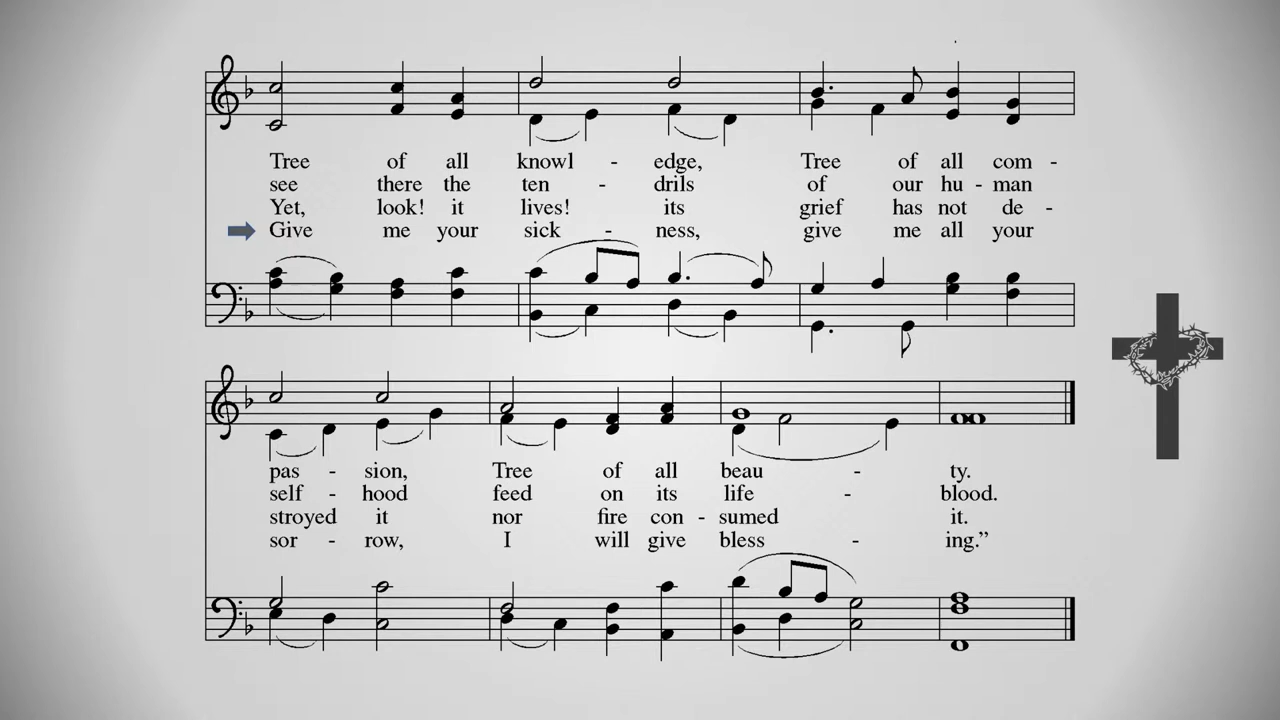 Tree of all knowl - edge, Tree of all com -
see there the ten - drils of our hu - man
Yet, look! it lives! its grief has not de -
Give me your sick - ness, give me all your
pas - sion, Tree of all beau - ty.
self - hood feed on its life - blood.
stroyed it nor fire con - sumed it.
sor - row, I will give bless - ing.”